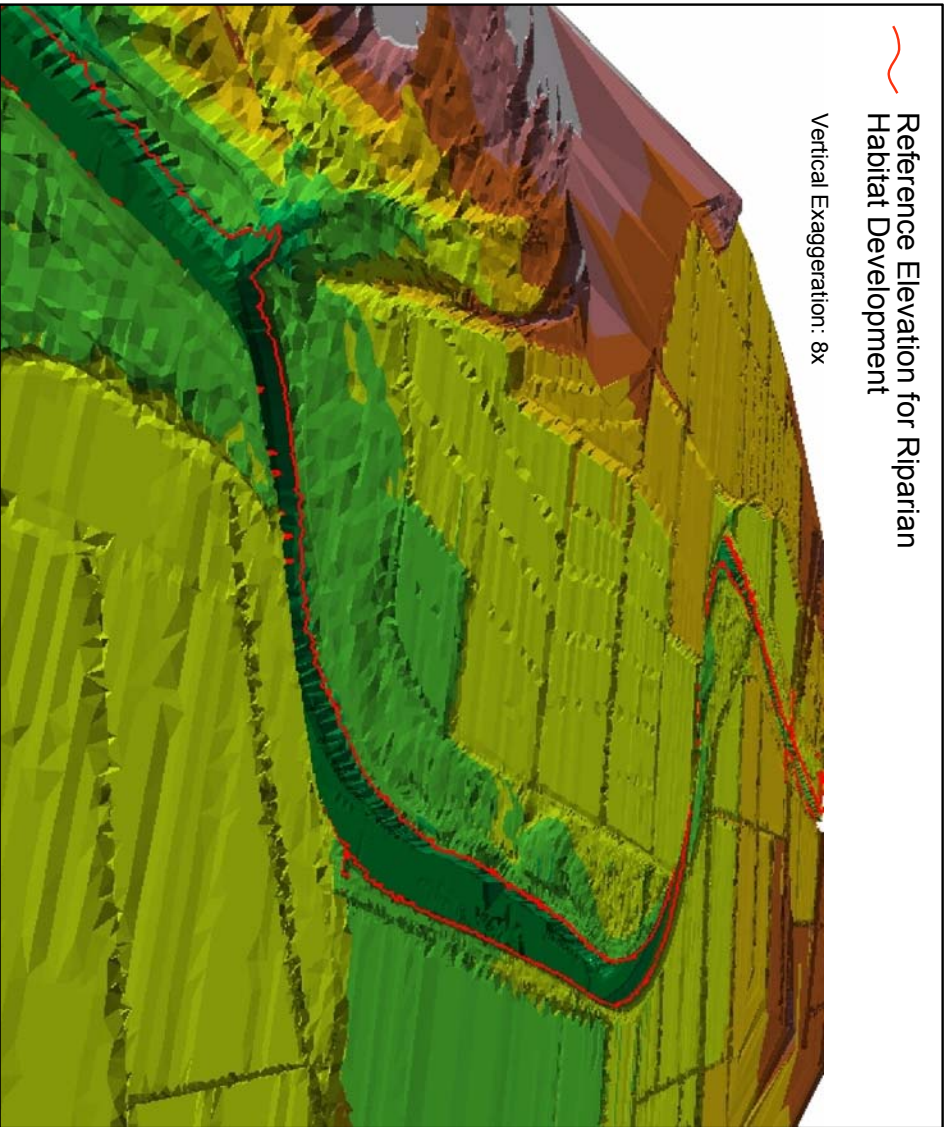 Reference Elevation for Riparian
Habitat Development
Vertical Exaggeration: 8x